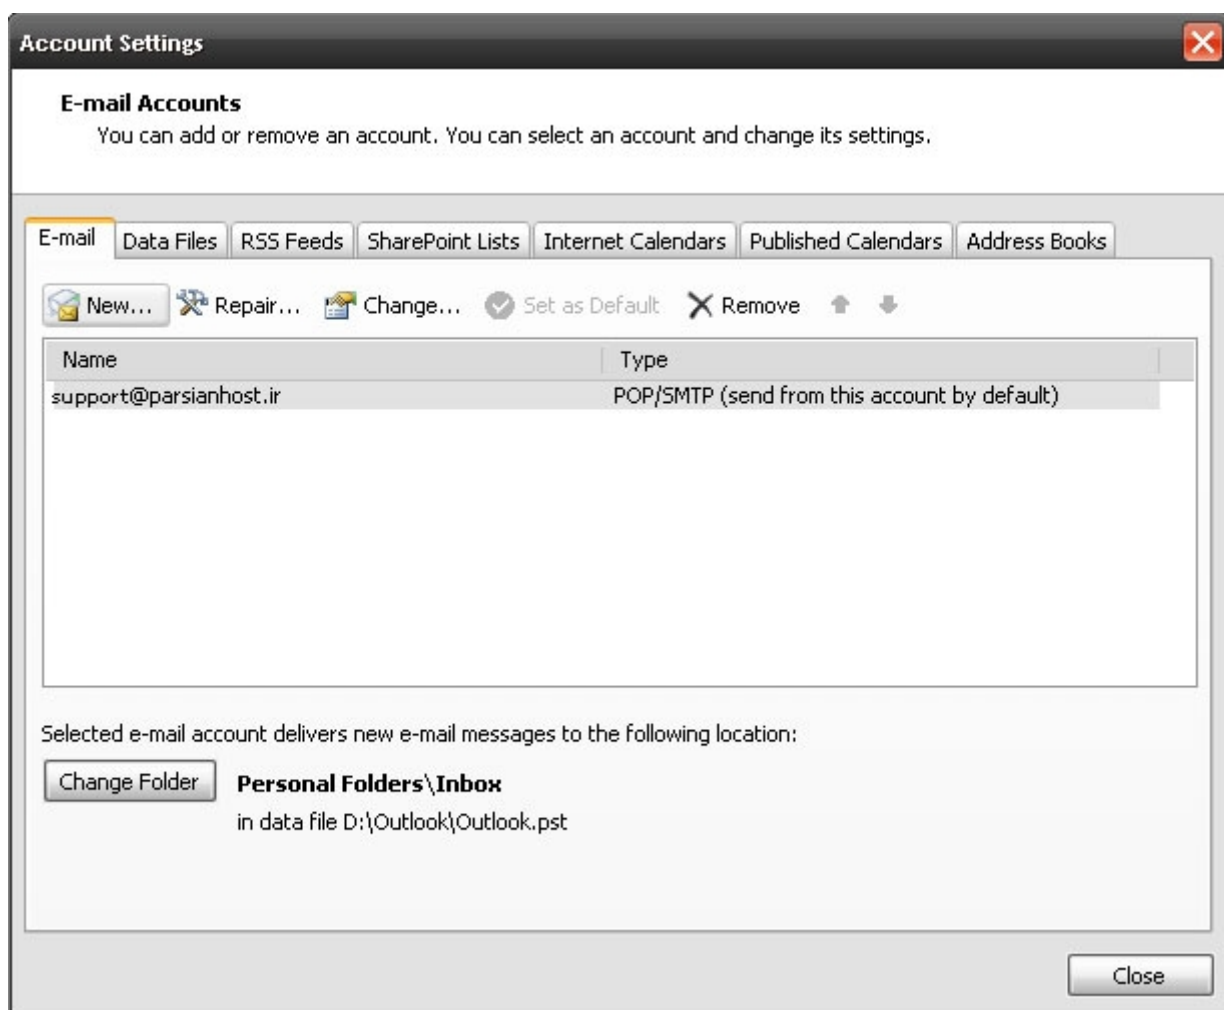 Account Settings
E-mail Accounts
You can add or remove an account. You can select an account and change its settings.
E-mail Data Files RSS Feeds SharePoint Lists Internet Calendars Published Calendars Address Books
New... Repair... Change... Set as Default Remove
Name Type
support@parsianhost.ir POP/SMTP (send from this account by default)
Selected e-mail account delivers new e-mail messages to the following location:
Change Folder Personal Folders\Inbox
in data file D:\Outlook\Outlook.pst
Close